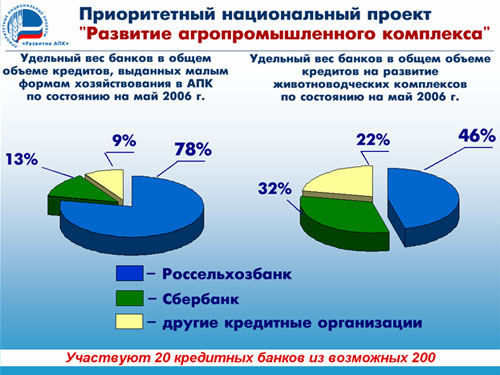 Приоритетный национальный проект
"Развитие агропромышленного комплекса"
«Развитие АПК»
Удельный вес банков в общем
объеме кредитов, выданных малым
формам хозяйствования в АПК
по состоянию на май 2006 г.
Удельный вес банков в общем объеме
кредитов на развитие
животноводческих комплексов
по состоянию на май 2006 г.
9%
78%
13%
22%
46%
32%
– Россельхозбанк
– Сбербанк
– другие кредитные организации
Участвуют 20 кредитных банков из возможных 200